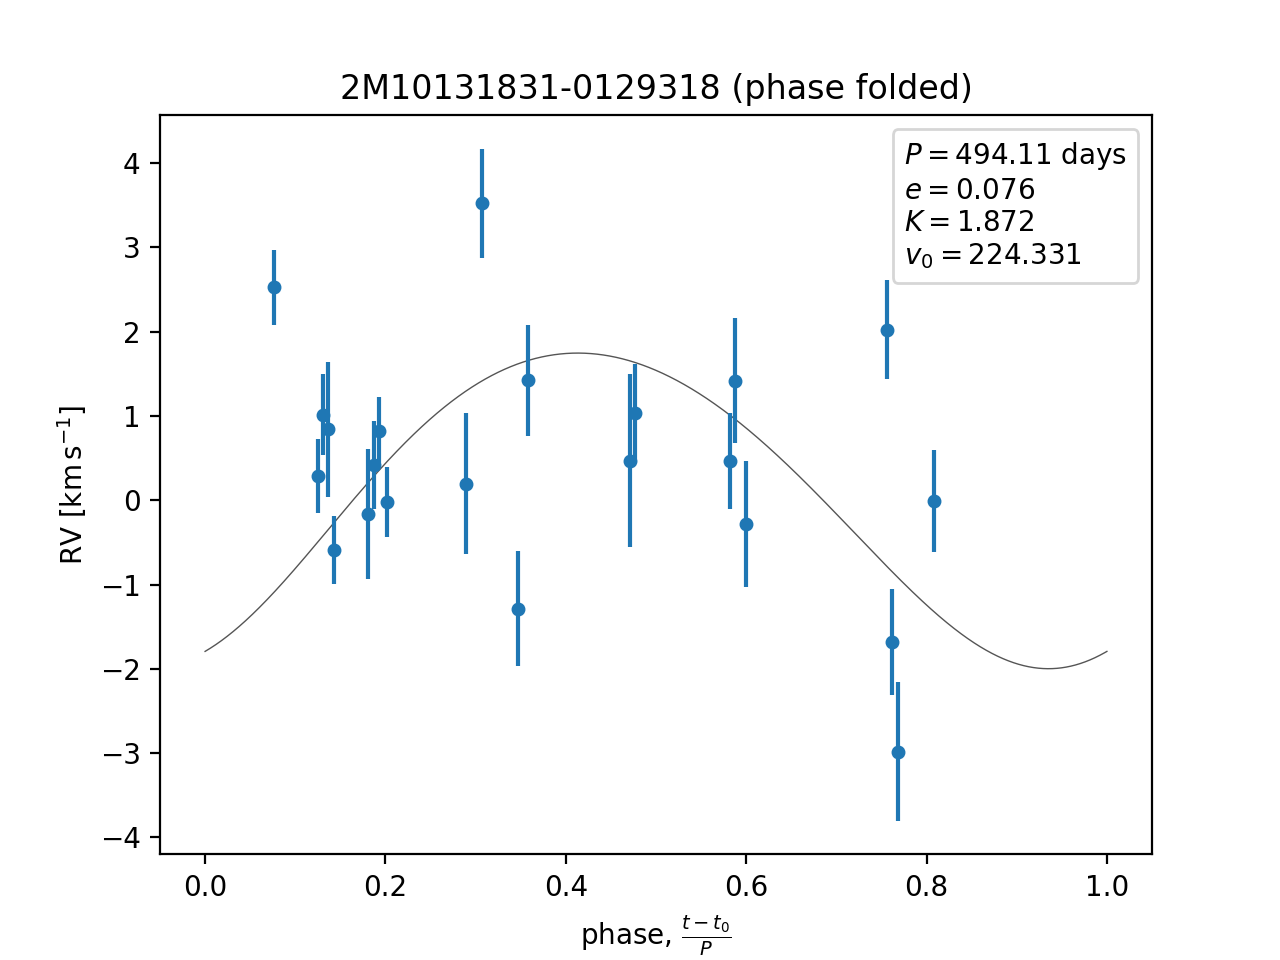 2M10131831-0129318 (phase folded)
P = 494.11 days
e = 0.076
K = 1.872
v₀ = 224.331
RV [km s⁻¹]
4
3
2
1
0
−1
−2
−3
−4
0.0 0.2 0.4 0.6 0.8 1.0
phase, (t − t₀)/P